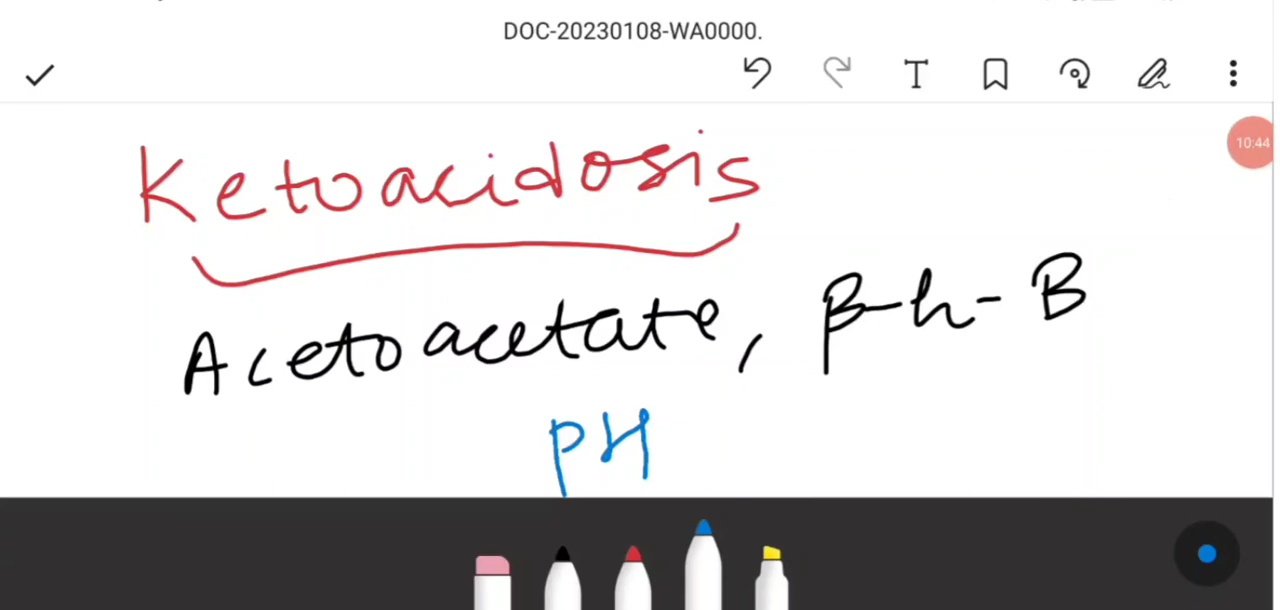 DOC-20230108-WA0000.
T
10:44
Ketoacidosis
Acetoacetate, β-h-B
pH